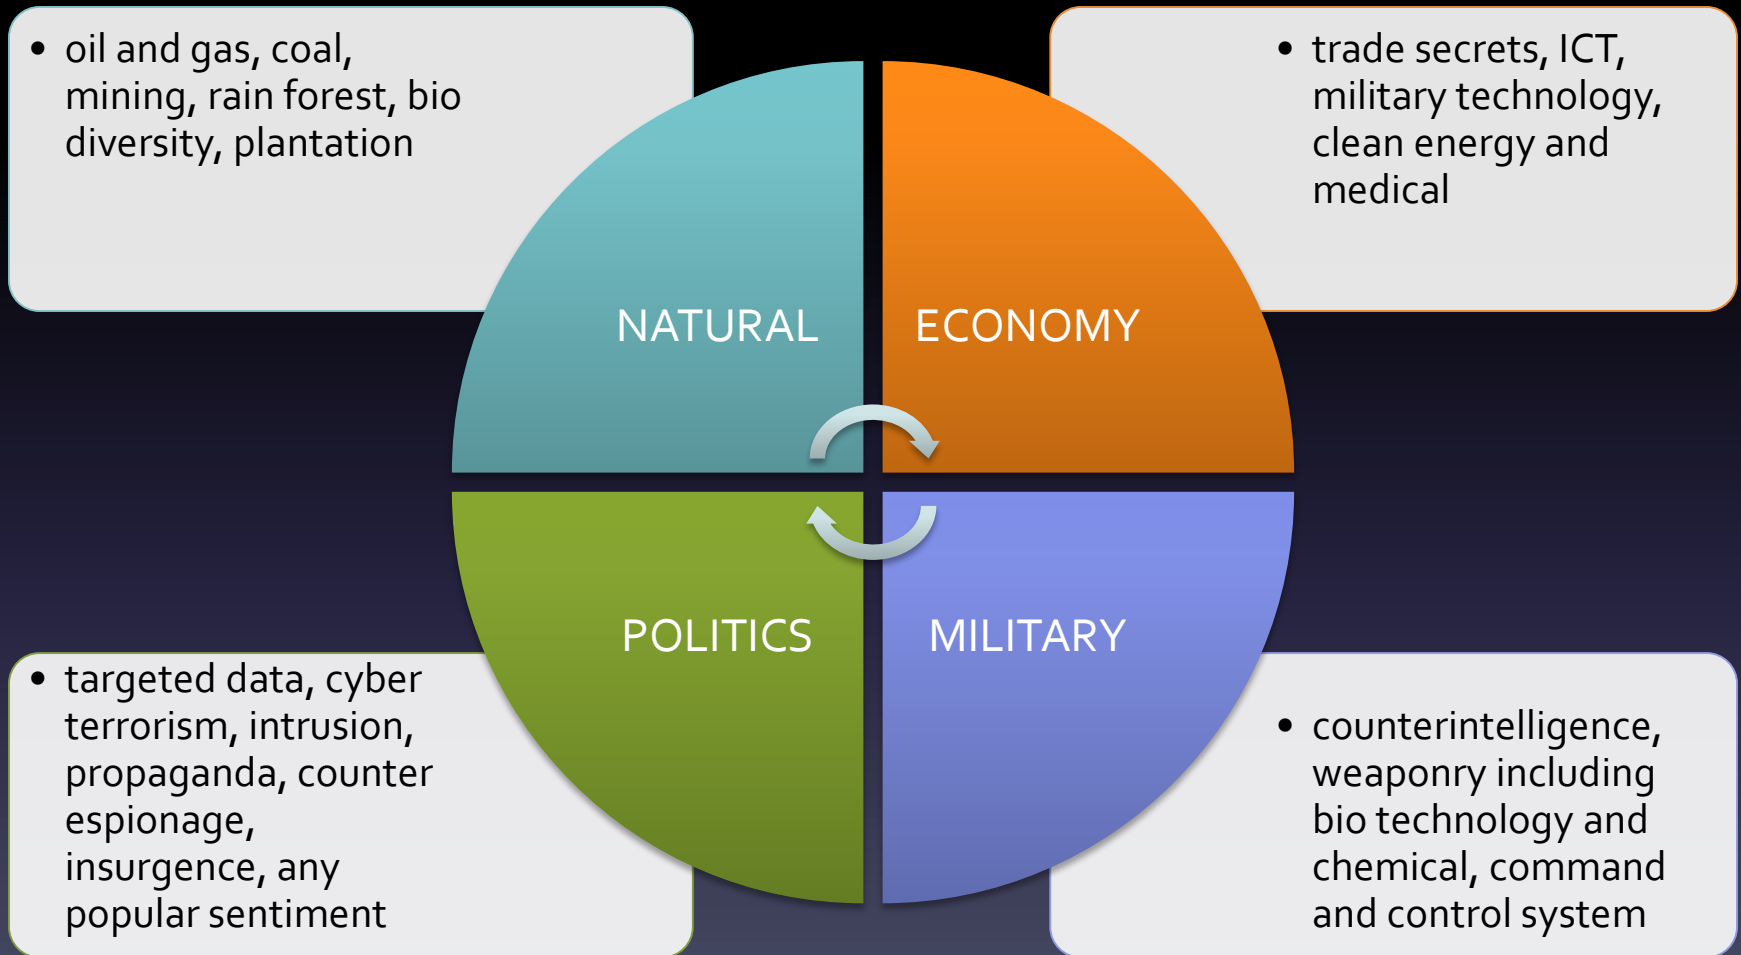 • oil and gas, coal,
mining, rain forest, bio
diversity, plantation
• trade secrets, ICT,
military technology,
clean energy and
medical
NATURAL
ECONOMY
POLITICS
MILITARY
• targeted data, cyber
terrorism, intrusion,
propaganda, counter
espionage,
insurgence, any
popular sentiment
• counterintelligence,
weaponry including
bio technology and
chemical, command
and control system